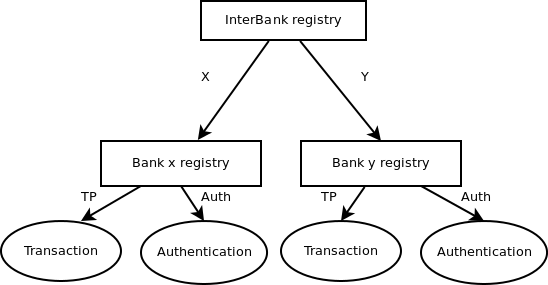 InterBank registry
X
Y
Bank x registry
Bank y registry
TP
Auth
TP
Auth
Transaction
Authentication
Transaction
Authentication